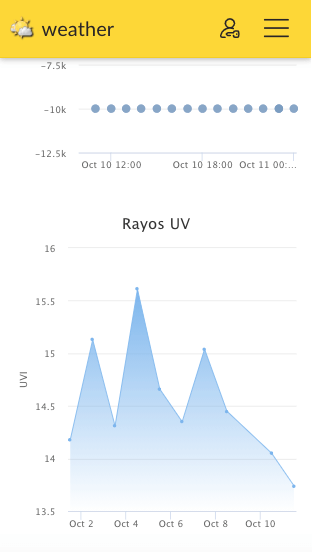 weather
−7.5k
−10k
−12.5k
Oct 10 12:00
Oct 10 18:00
Oct 11 00:...
Rayos UV
16
15.5
15
14.5
14
13.5
UVI
Oct 2
Oct 4
Oct 6
Oct 8
Oct 10